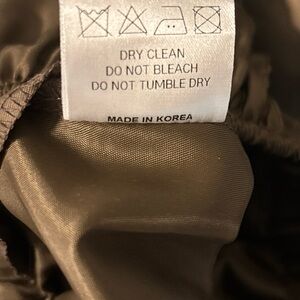 DRY CLEAN
DO NOT BLEACH
DO NOT TUMBLE DRY
MADE IN KOREA